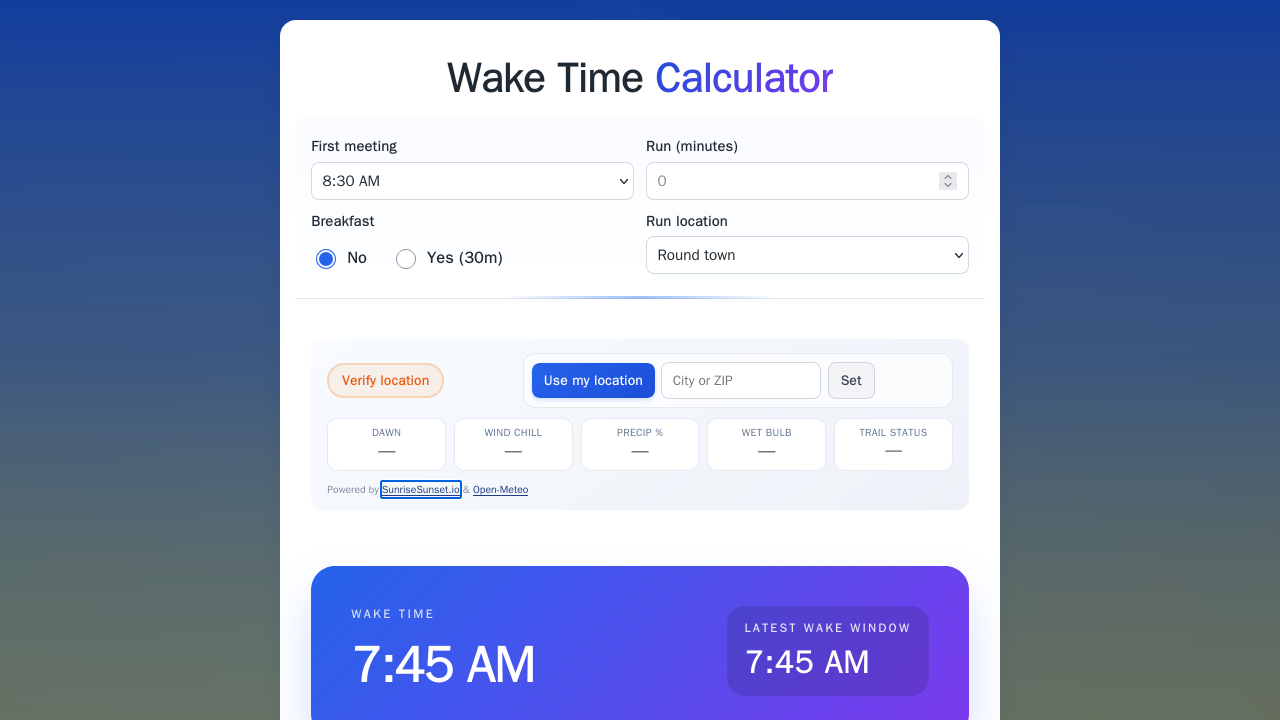 Wake Time Calculator
First meeting
8:30 AM
Run (minutes)
0
Breakfast
No
Yes (30m)
Run location
Round town
Verify location
Use my location
City or ZIP
Set
DAWN
—
WIND CHILL
—
PRECIP %
—
WET BULB
—
TRAIL STATUS
—
Powered by SunriseSunset.io & Open-Meteo
WAKE TIME
7:45 AM
LATEST WAKE WINDOW
7:45 AM